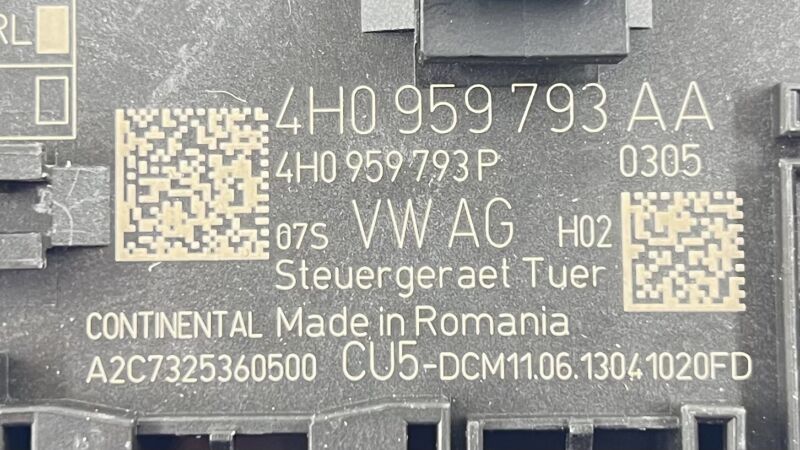 RL
4H0 959 793 AA
4H0 959 793 P 0305
07S VW AG H02
Steuergeraet Tuer
CONTINENTAL Made in Romania
A2C7325360500 CU5-DCM11.06.13041020FD